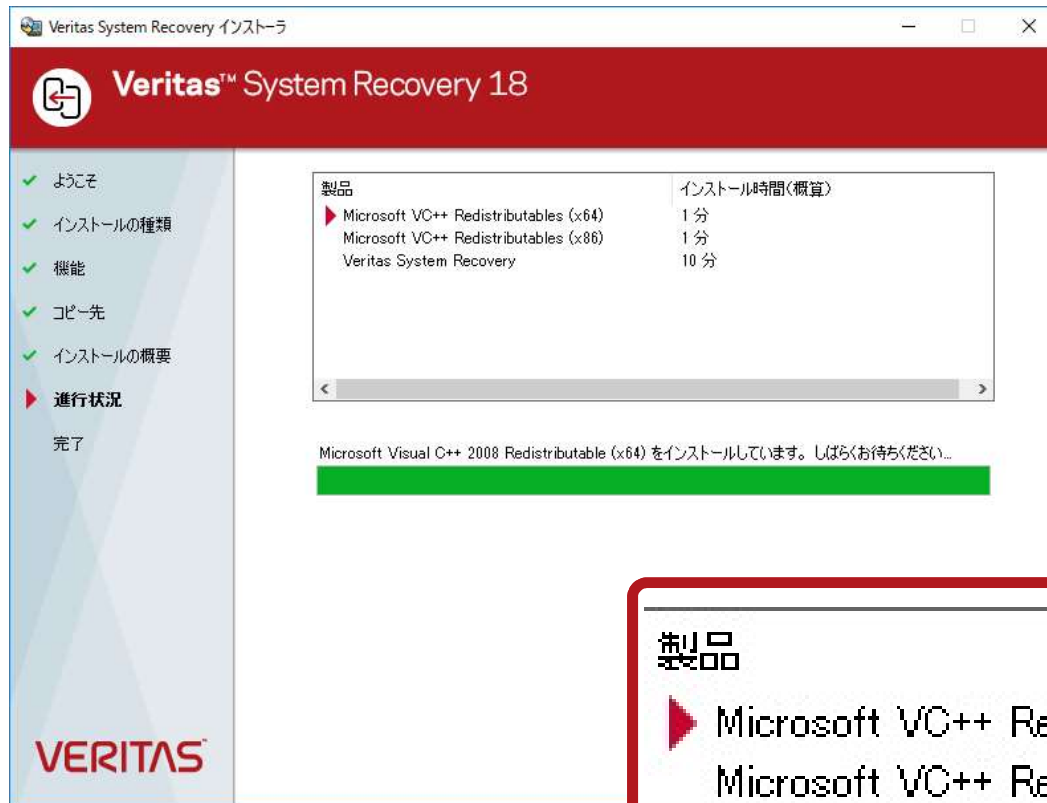 Veritas System Recovery インストーラ
Veritas™ System Recovery 18
ようこそ
インストールの種類
機能
コピー先
インストールの概要
進行状況
完了
製品 インストール時間(概算)
Microsoft VC++ Redistributables (x64) 1 分
Microsoft VC++ Redistributables (x86) 1 分
Veritas System Recovery 10 分
Microsoft Visual C++ 2008 Redistributable (x64) をインストールしています。しばらくお待ちください...
製品
Microsoft VC++ Re
Microsoft VC++ Re
VERITAS™